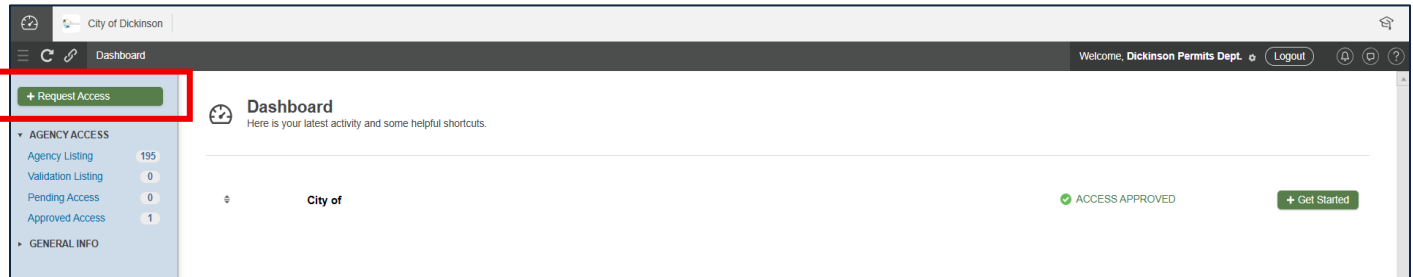 City of Dickinson
Dashboard
Welcome, Dickinson Permits Dept. Logout ?
+ Request Access
Dashboard
Here is your latest activity and some helpful shortcuts.
AGENCY ACCESS
Agency Listing 195
Validation Listing 0
Pending Access 0
Approved Access 1
GENERAL INFO
City of ACCESS APPROVED + Get Started